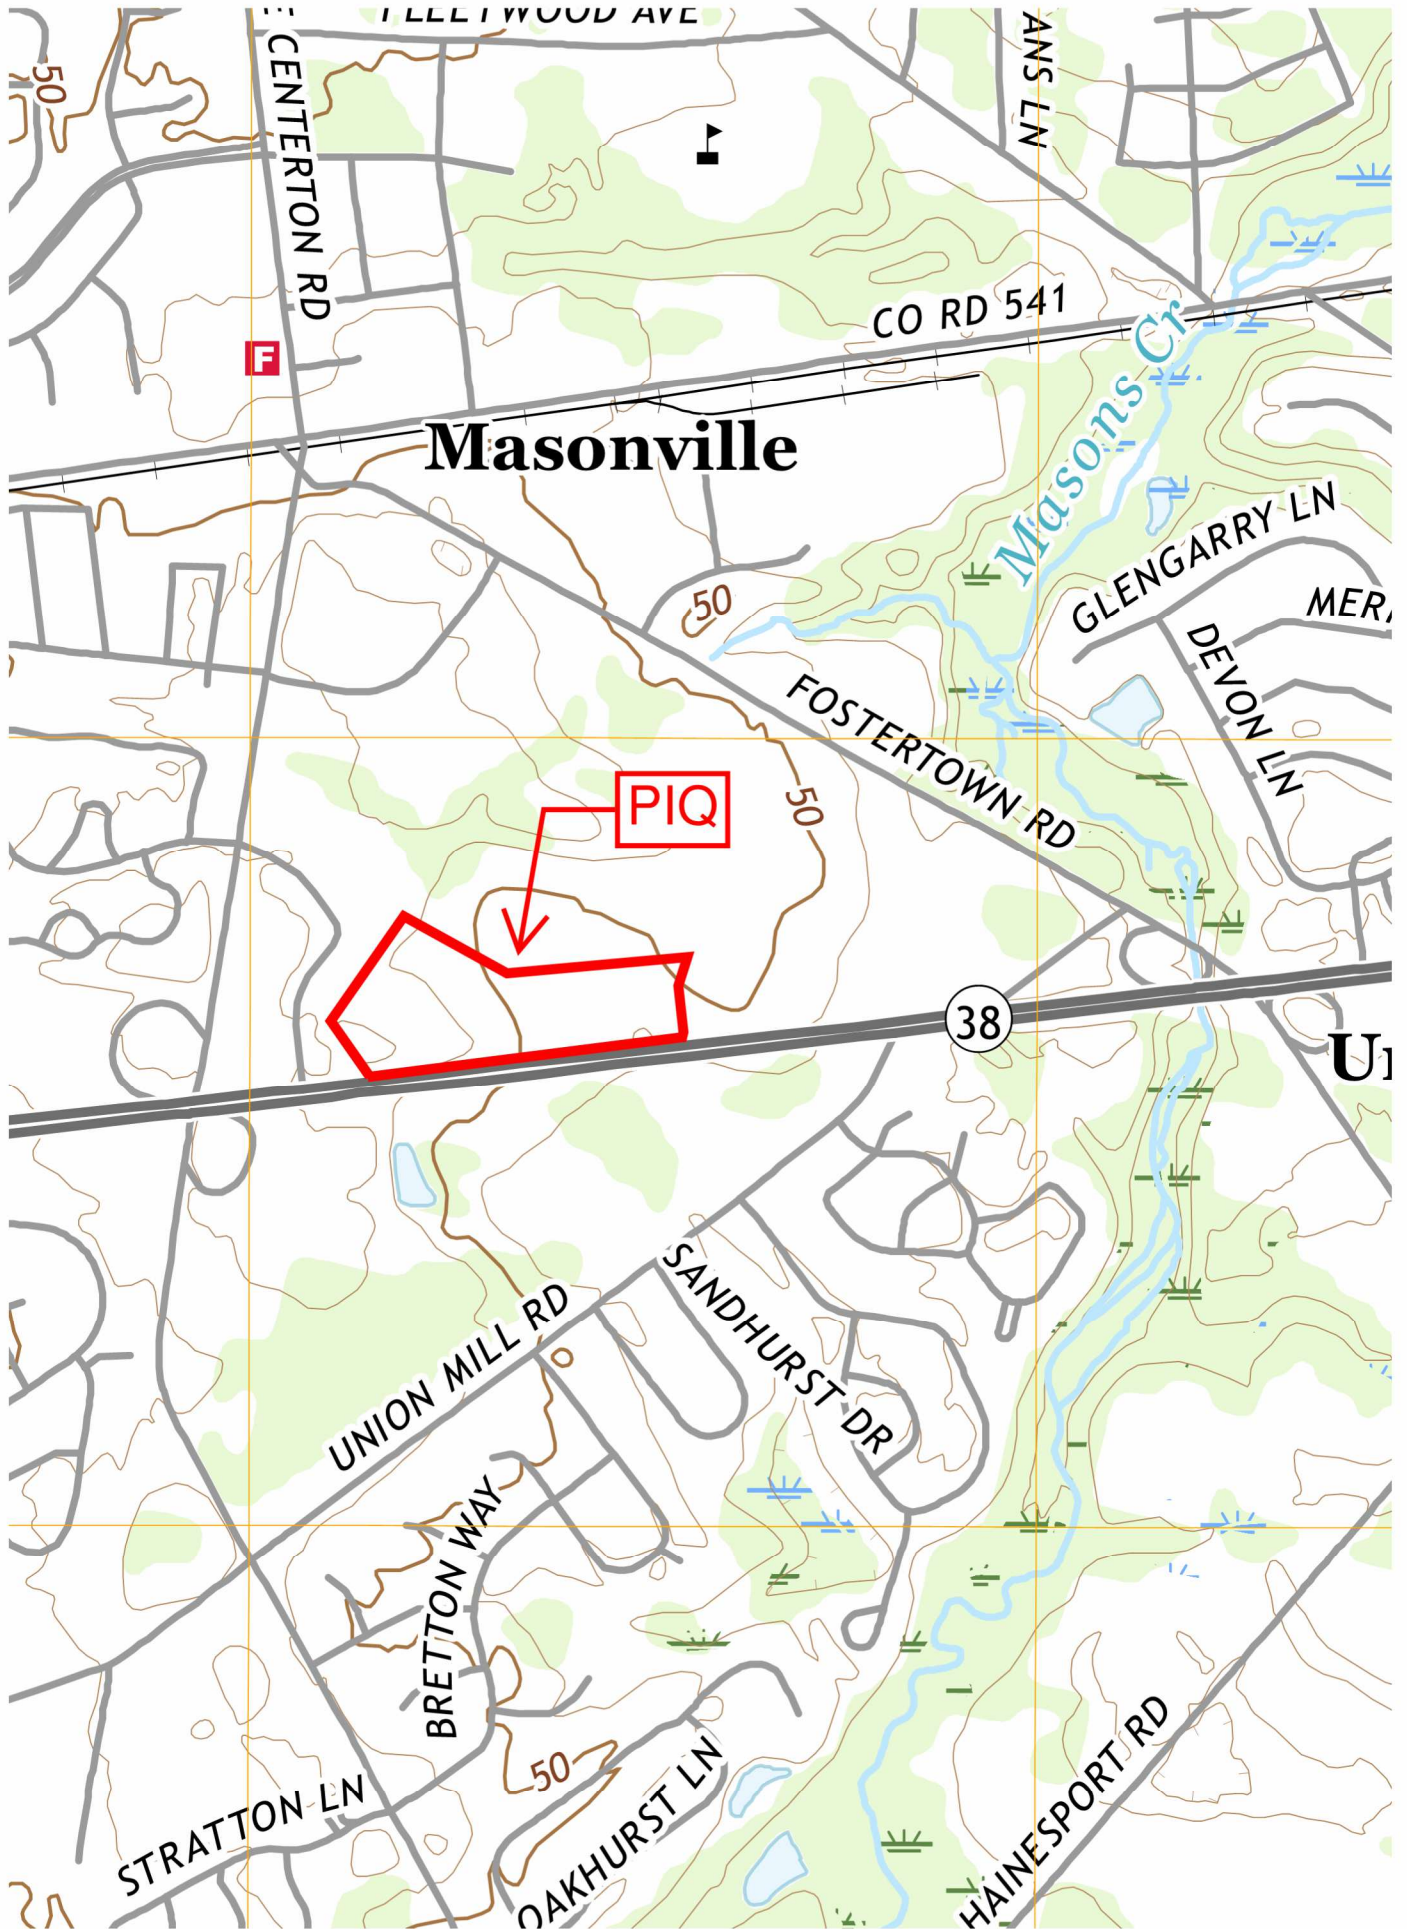 FLEETWOOD AVE
E CENTERTON RD
50
ANS LN
CO RD 541
F
Masonville
Masons Cr
GLENGARRY LN
50
MER
DEVON LN
FOSTERTOWN RD
PIQ
50
38
UNION MILL RD
SANDHURST DR
BRETTON WAY
HAINESPORT RD
50
OAKHURST LN
STRATTON LN